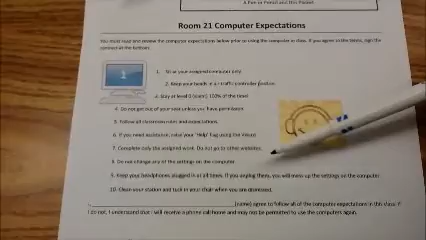 A Pen or Pencil and this Packet.
Room 21 Computer Expectations
You must read and review the computer expectations below prior to using the computer in class. If you agree to the terms, sign the
contract at the bottom.
1. Sit at your assigned computer only.
2. Keep your hands in a traffic controller position.
3. Stay at level 0 (silent) 100% of the time!
4. Do not get out of your seat unless you have permission.
5. Follow all classroom rules and expectations.
6. If you need assistance, raise your "Help" flag using the
7. Complete only the assigned work. Do not go to other websites.
8. Do not change any of the settings on the computer.
9. Keep your headphones plugged in at all times. If you unplug them, you will mess up the settings on the computer.
10. Clean your station and tuck in your chair when you are dismissed.
I, (name) agree to follow all of the computer expectations in this class. If
I do not, I understand that I will receive a phone call home and may not be permitted to use the computers again.